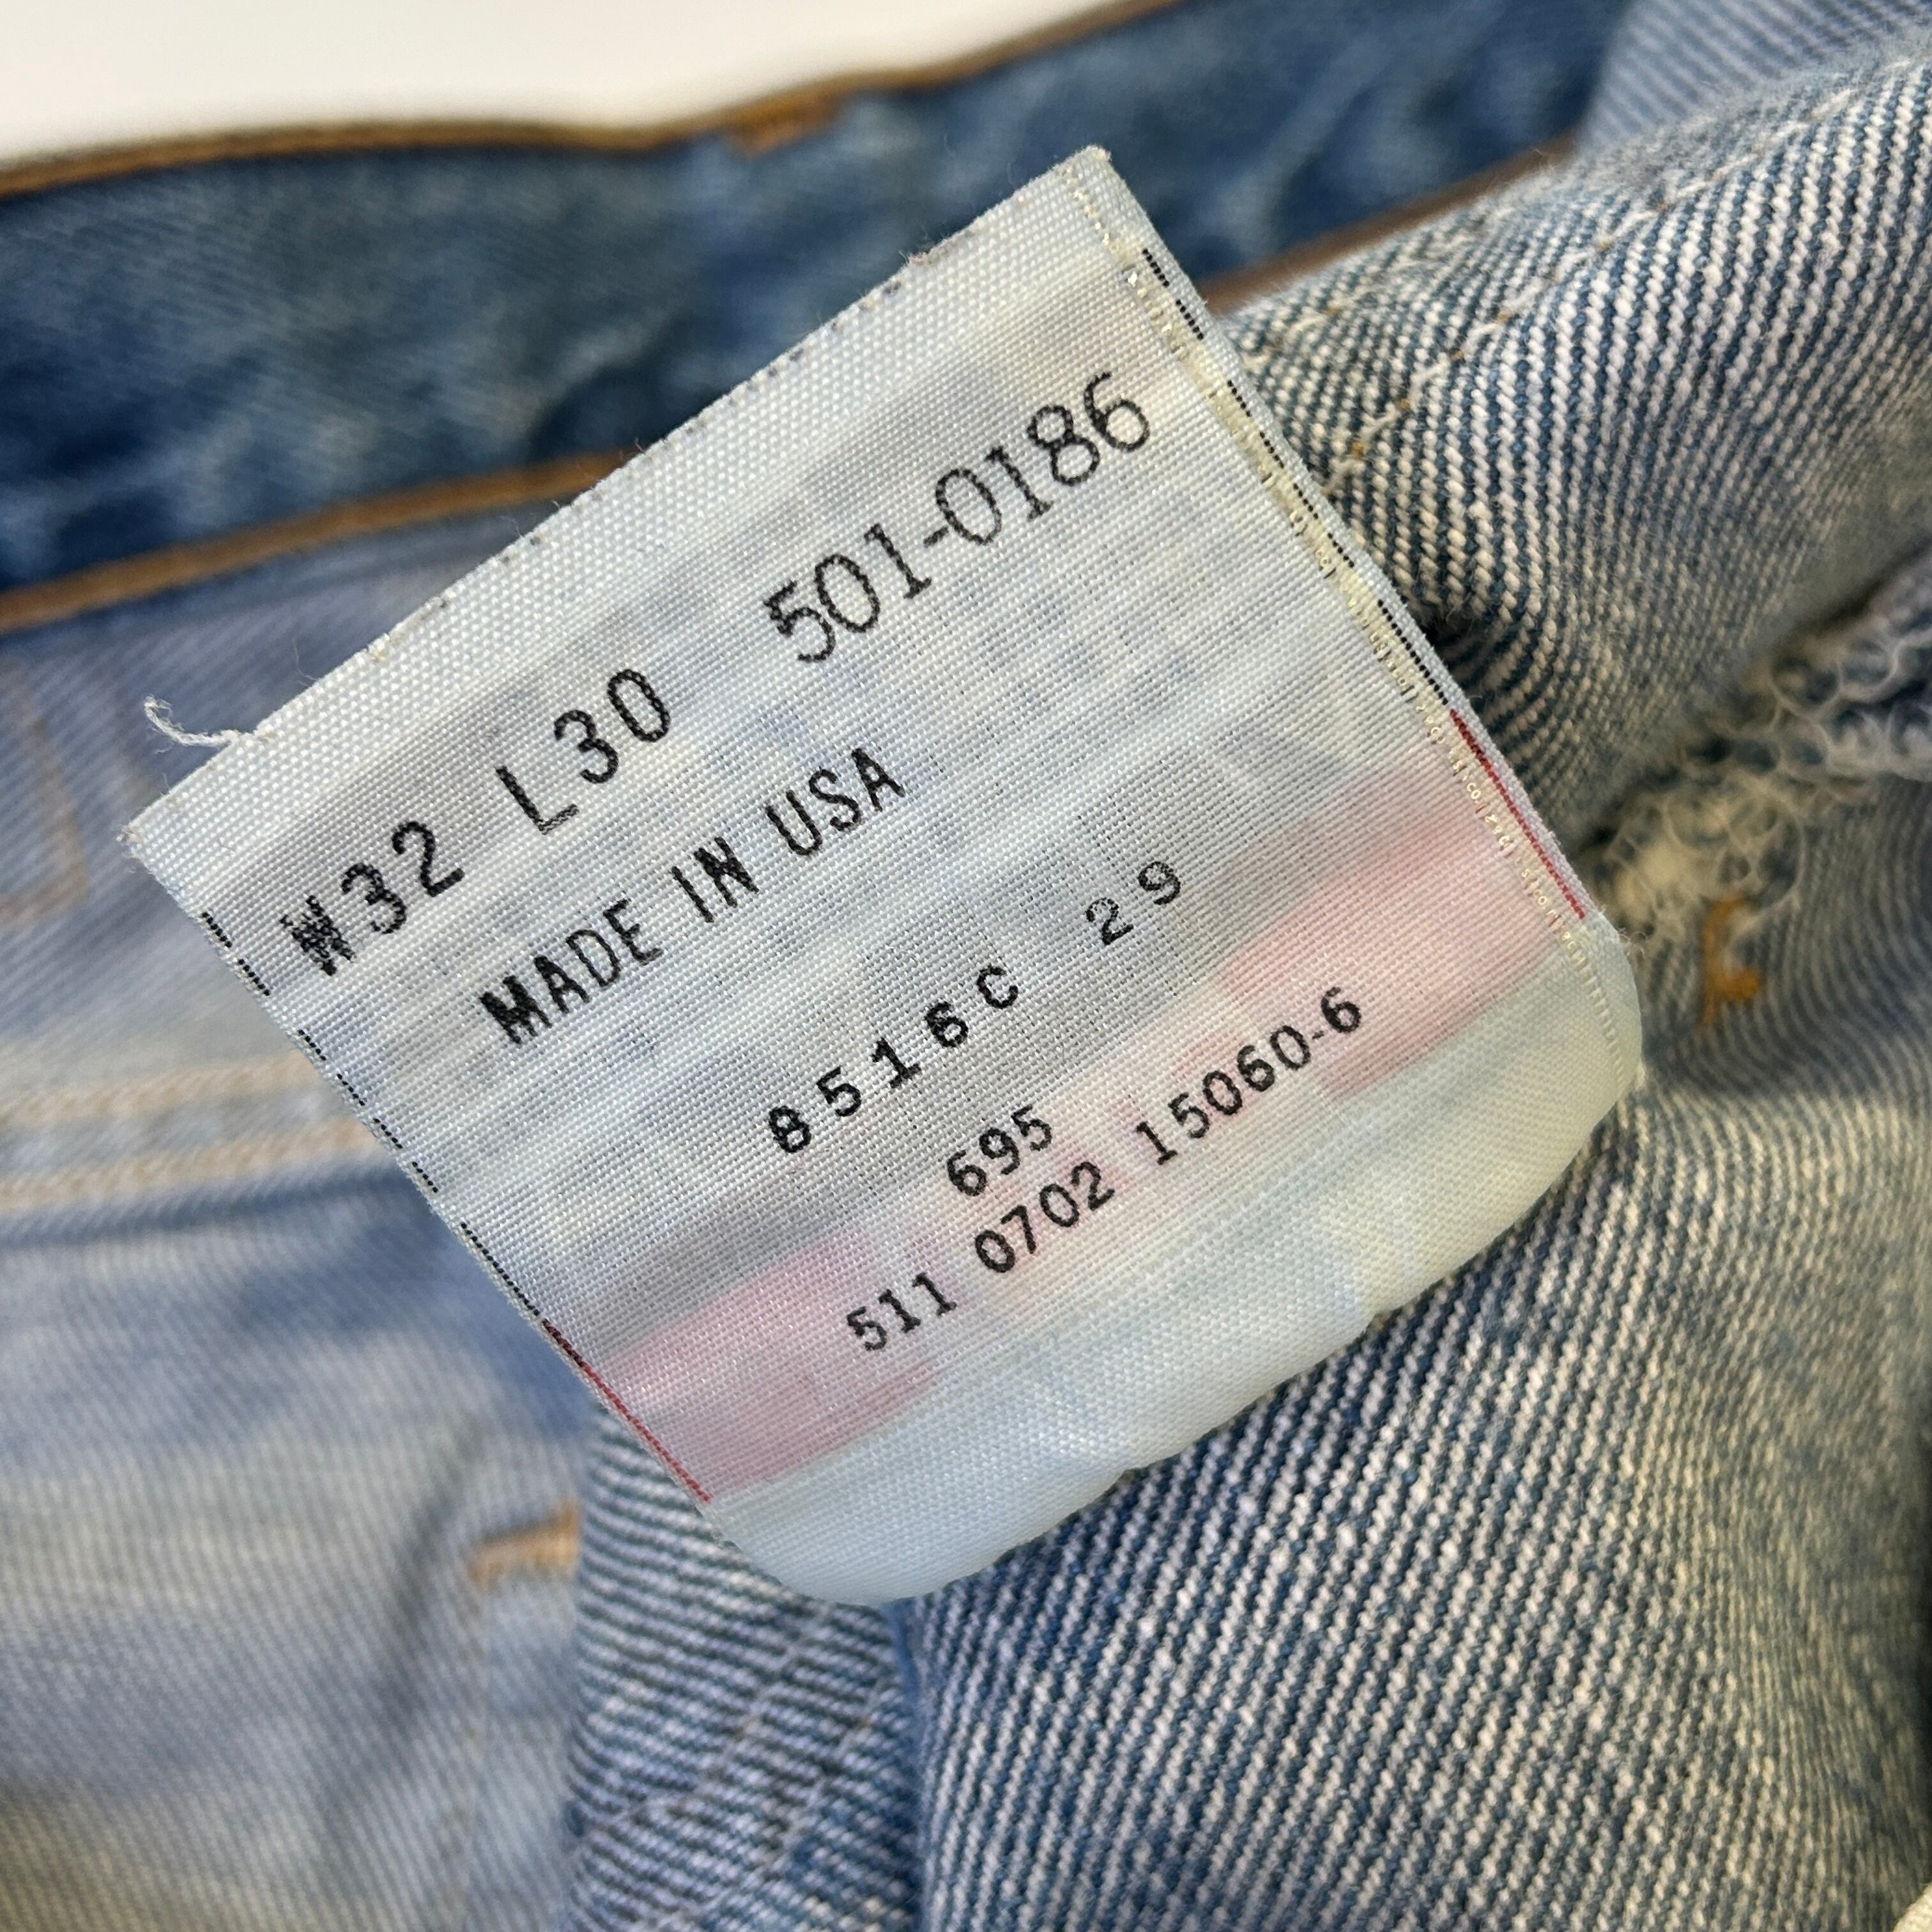 W32 L30 501-0186
MADE IN USA
8516C 29
695
511 0702 15060-6